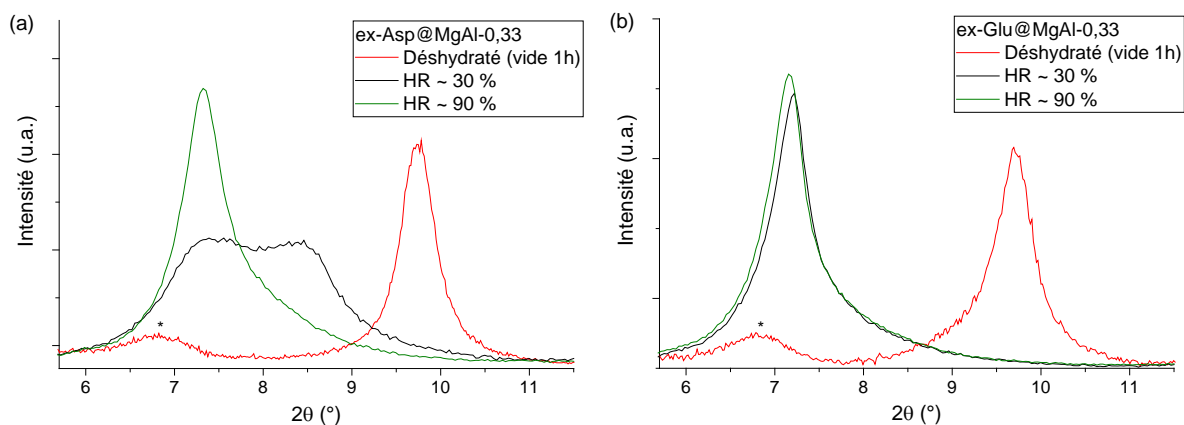 (a)
ex-Asp@MgAl-0,33
Déshydraté (vide 1h)
HR ~ 30 %
HR ~ 90 %
Intensité (u.a.)
*
6 7 8 9 10 11
2θ (°)
(b)
ex-Glu@MgAl-0,33
Déshydraté (vide 1h)
HR ~ 30 %
HR ~ 90 %
Intensité (u.a.)
*
6 7 8 9 10 11
2θ (°)